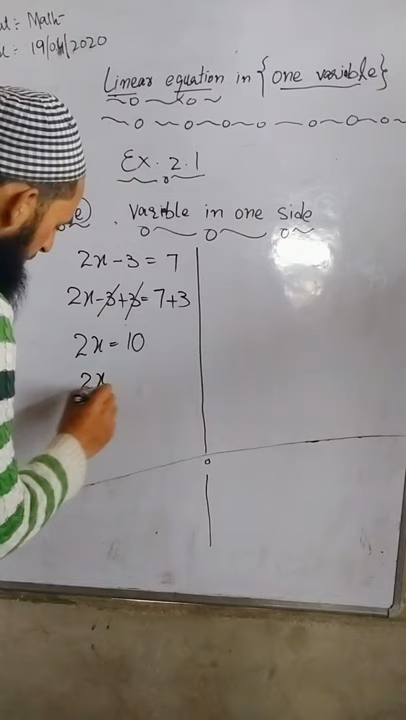 Math
19/04/2020
Linear equation in {one variable}
Ex. 2.1
variable in one side
2x - 3 = 7
2x - 3 + 3 = 7 + 3
2x = 10
2x